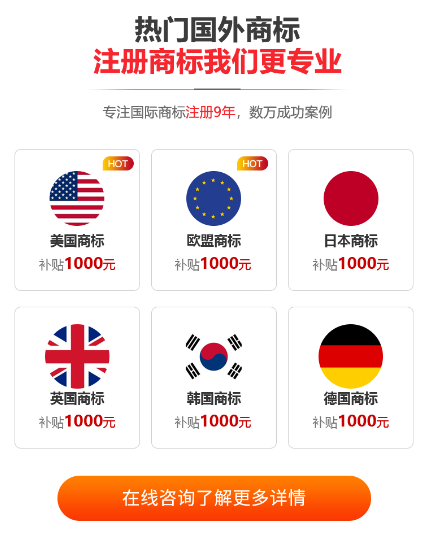 热门国外商标
注册商标我们更专业
专注国际商标注册9年，数万成功案例
HOT
美国商标
补贴1000元
HOT
欧盟商标
补贴1000元
日本商标
补贴1000元
英国商标
补贴1000元
韩国商标
补贴1000元
德国商标
补贴1000元
在线咨询了解更多详情